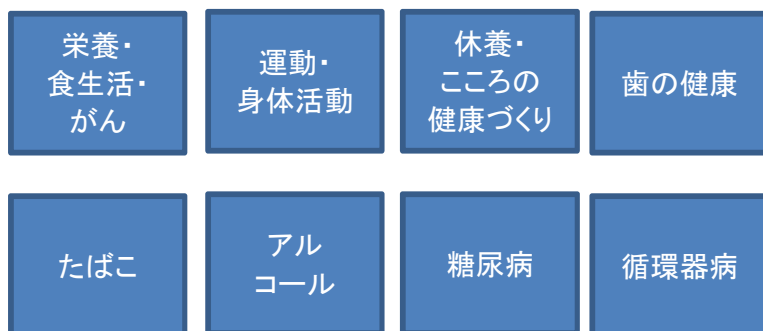 栄養・
食生活・
がん
運動・
身体活動
休養・
こころの
健康づくり
歯の健康
たばこ
アル
コール
糖尿病
循環器病